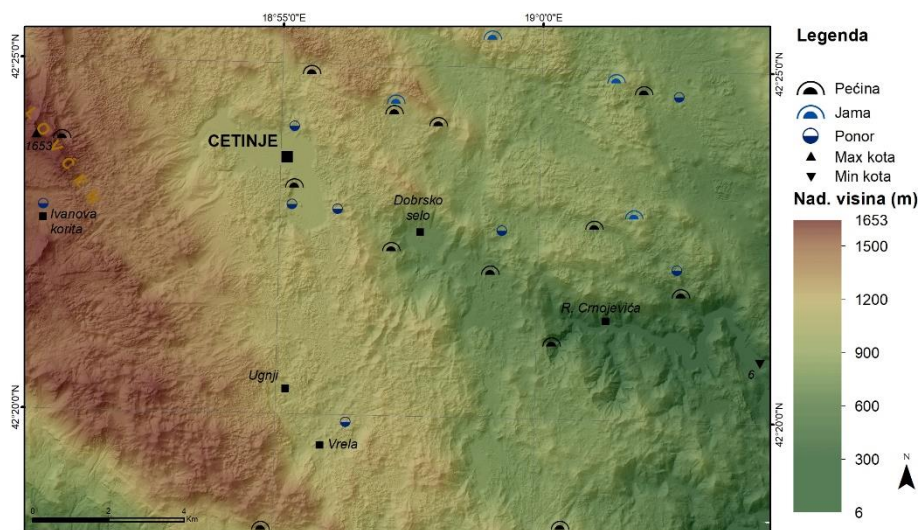 18°55'0"E
19°0'0"E
42°25'0"N
42°25'0"N
LOVĆEN
1653
CETINJE
Ivanova
korita
Dobrsko
selo
R. Crnojevića
6
Ugnji
Vrela
42°20'0"N
42°20'0"N
0 2 4
Km
Legenda
Pećina
Jama
Ponor
Max kota
Min kota
Nad. visina (m)
1653
1500
1200
900
600
300
6
N